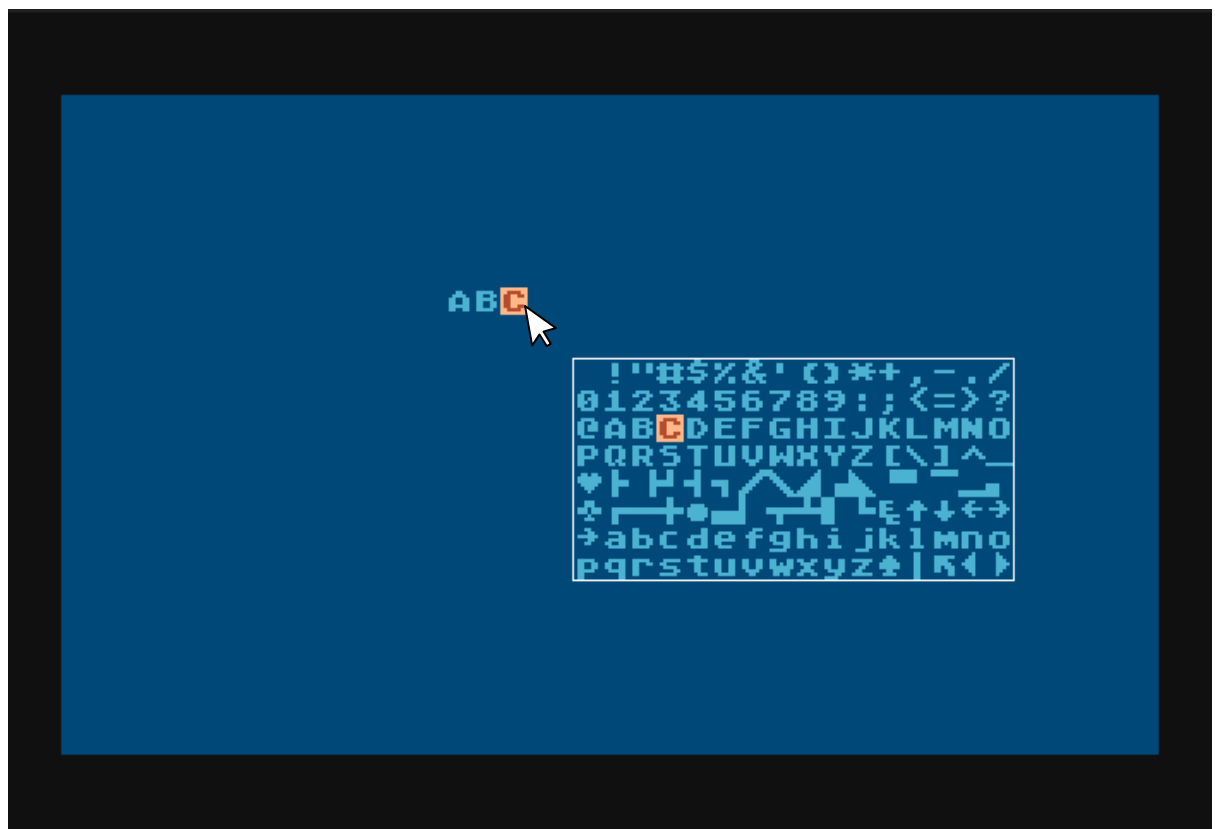 ABC
!"#$%&'()*+,-./
0123456789:;<=>?
@ABCDEFGHIJKLMNO
PQRSTUVWXYZ[\]^_
♥
♣ ● ↑↓←→
→abcdefghijklmno
pqrstuvwxyz♠|↖◀▶